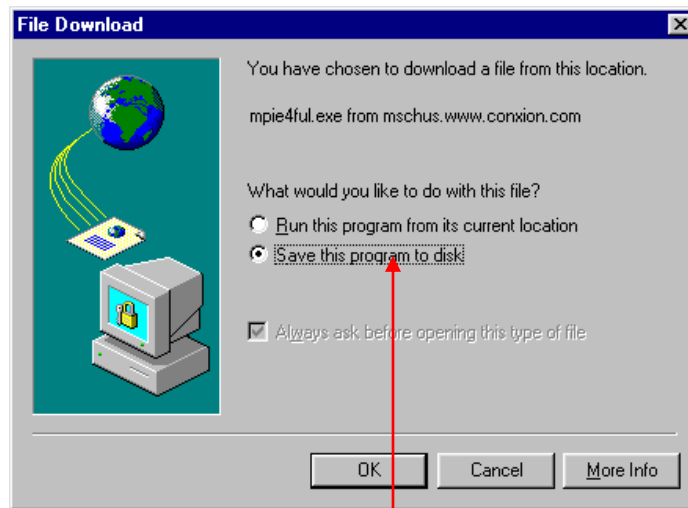 File Download
You have chosen to download a file from this location.
mpie4ful.exe from mschus.www.conxion.com
What would you like to do with this file?
Run this program from its current location
Save this program to disk
Always ask before opening this type of file
OK Cancel More Info